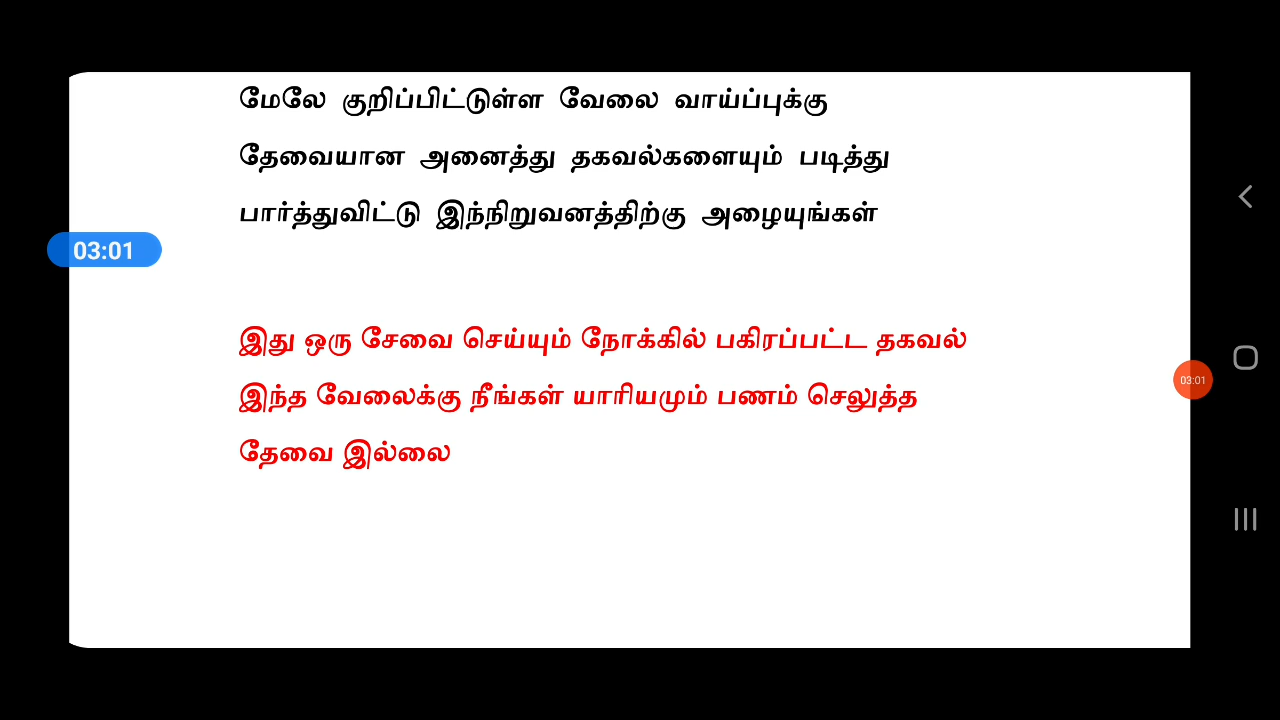 மேலே குறிப்பிட்டுள்ள வேலை வாய்ப்புக்கு
தேவையான அனைத்து தகவல்களையும் படித்து
பார்த்துவிட்டு இந்நிறுவனத்திற்கு அழையுங்கள்
03:01
இது ஒரு சேவை செய்யும் நோக்கில் பகிரப்பட்ட தகவல்
03:01
இந்த வேலைக்கு நீங்கள் யாரியமும் பணம் செலுத்த
தேவை இல்லை